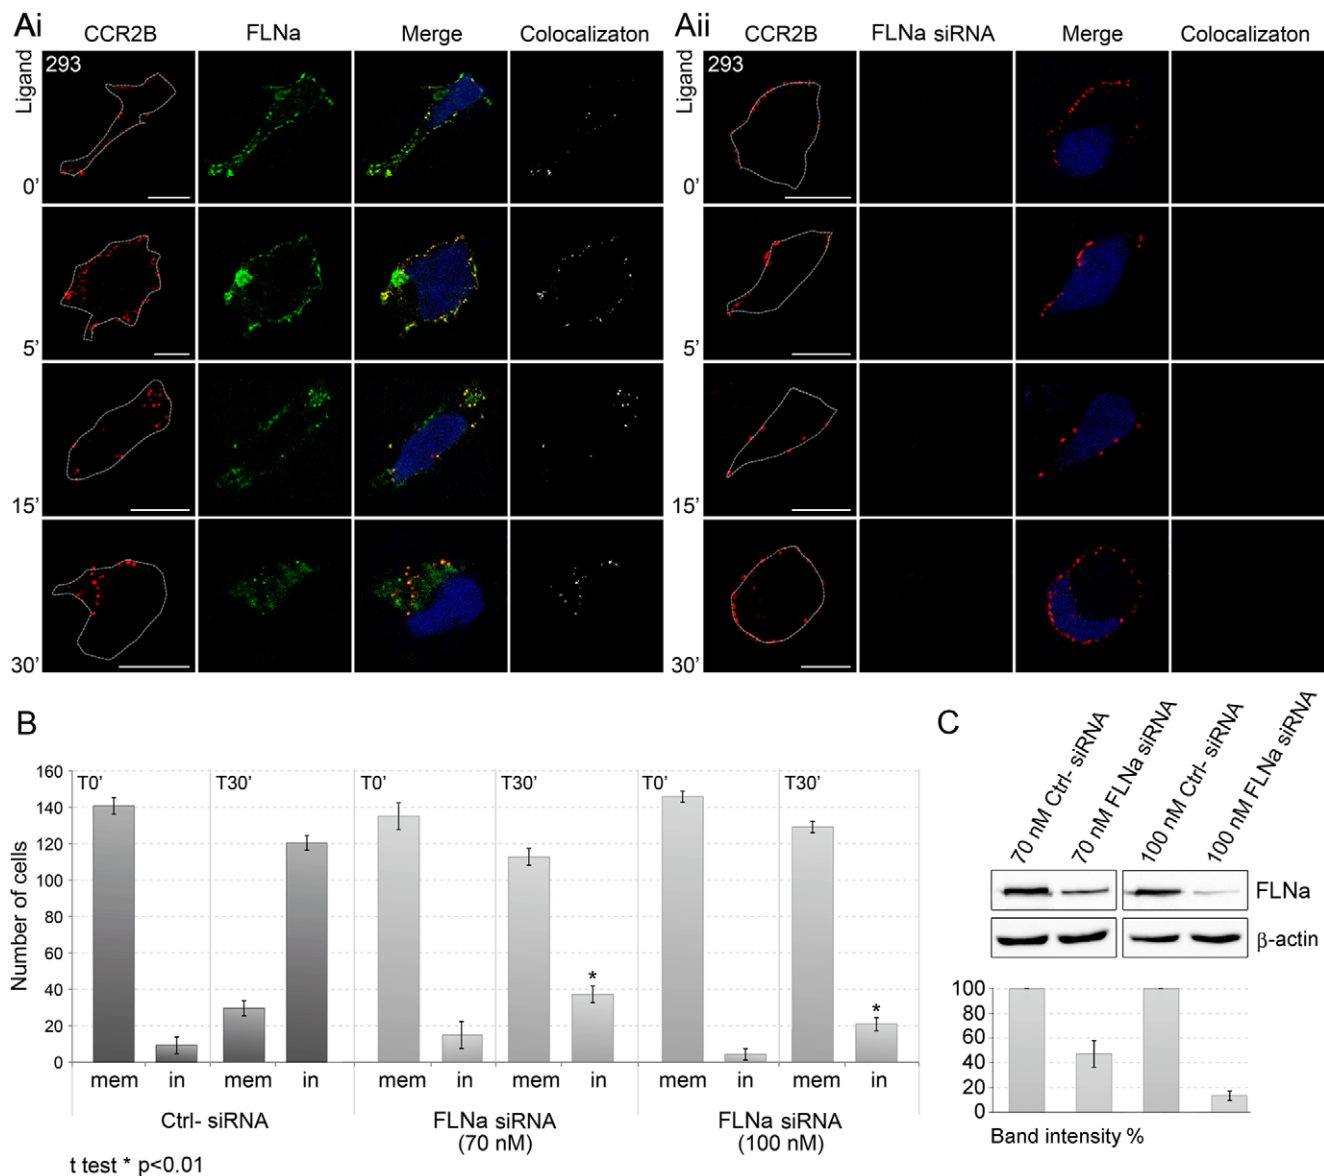 Ai
Aii
CCR2B FLNa Merge Colocalizaton
CCR2B FLNa siRNA Merge Colocalizaton
Ligand
293
0’
5’
15’
30’
293
0’
5’
15’
30’
B
160
140
120
100
80
60
40
20
0
Number of cells
T0’ T30’ T0’ T30’ T0’ T30’
*
*
mem in mem in mem in mem in mem in mem in
Ctrl- siRNA
FLNa siRNA
(70 nM)
FLNa siRNA
(100 nM)
t test * p<0.01
C
70 nM Ctrl- siRNA
70 nM FLNa siRNA
100 nM Ctrl- siRNA
100 nM FLNa siRNA
FLNa
β-actin
100
80
60
40
20
0
Band intensity %